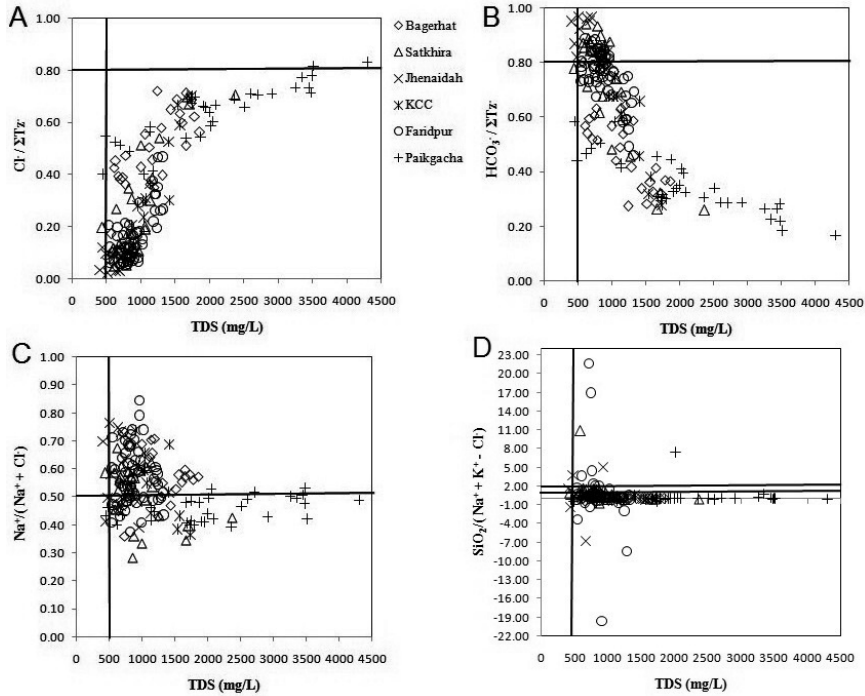 A
Cl⁻ / ΣTz⁻
1.00
0.80
0.60
0.40
0.20
0.00
0 500 1000 1500 2000 2500 3000 3500 4000 4500
TDS (mg/L)
Bagerhat
Satkhira
Jhenaidah
KCC
Faridpur
Paikgacha
B
HCO₃⁻ / ΣTz⁻
1.00
0.80
0.60
0.40
0.20
0.00
0 500 1000 1500 2000 2500 3000 3500 4000 4500
TDS (mg/L)
C
Na⁺/( Na⁺ + Cl⁻)
1.00
0.90
0.80
0.70
0.60
0.50
0.40
0.30
0.20
0.10
0.00
0 500 1000 1500 2000 2500 3000 3500 4000 4500
TDS (mg/L)
D
SiO₂/( Na⁺ + K⁺ - Cl⁻)
23.00
20.00
17.00
14.00
11.00
8.00
5.00
2.00
-1.00
-4.00
-7.00
-10.00
-13.00
-16.00
-19.00
-22.00
0 500 1000 1500 2000 2500 3000 3500 4000 4500
TDS (mg/L)